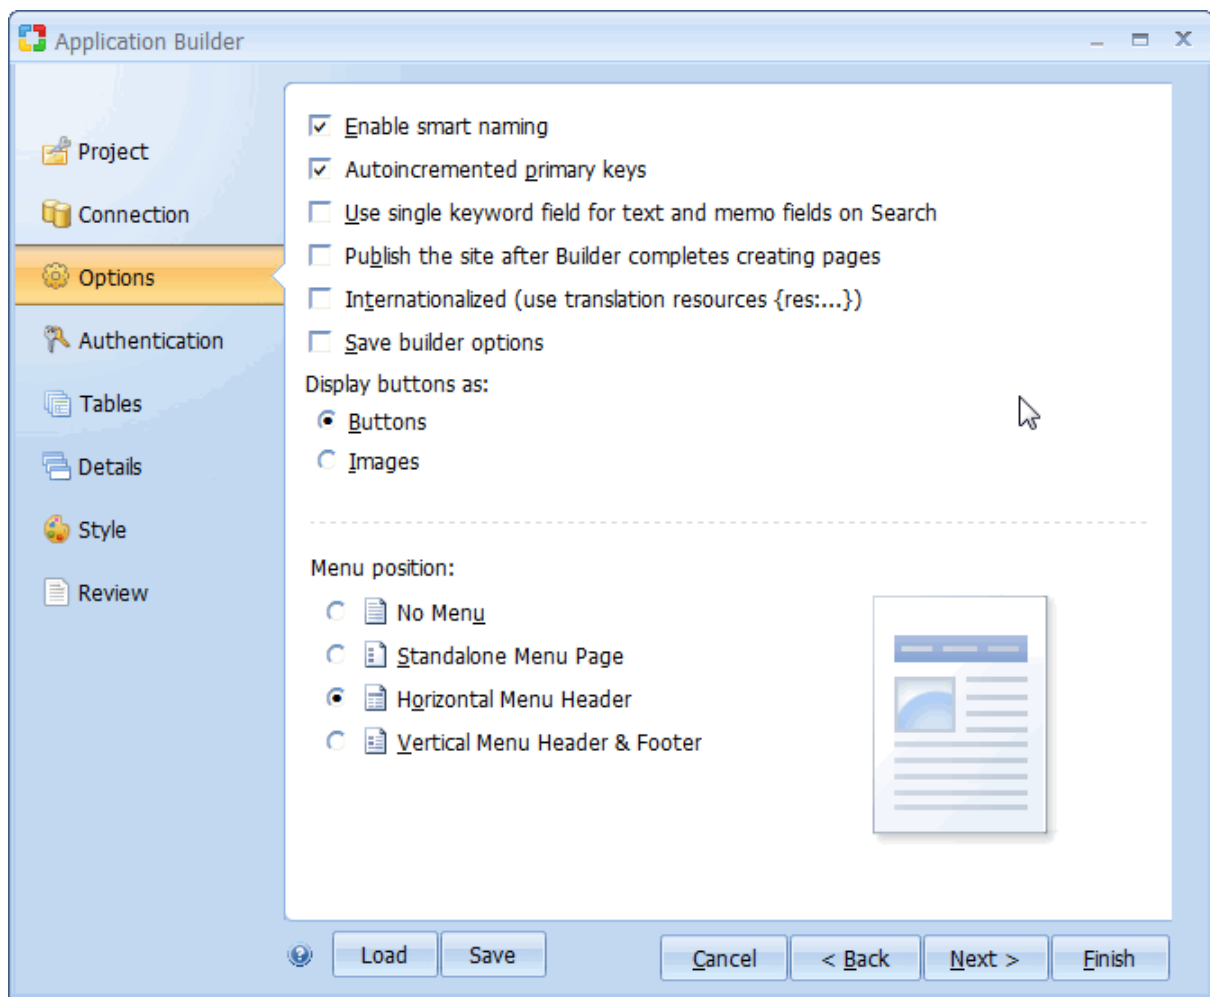 Application Builder
Project
Connection
Options
Authentication
Tables
Details
Style
Review
Enable smart naming
Autoincremented primary keys
Use single keyword field for text and memo fields on Search
Publish the site after Builder completes creating pages
Internationalized (use translation resources {res:...})
Save builder options
Display buttons as:
Buttons
Images
Menu position:
No Menu
Standalone Menu Page
Horizontal Menu Header
Vertical Menu Header & Footer
Load
Save
Cancel
< Back
Next >
Finish